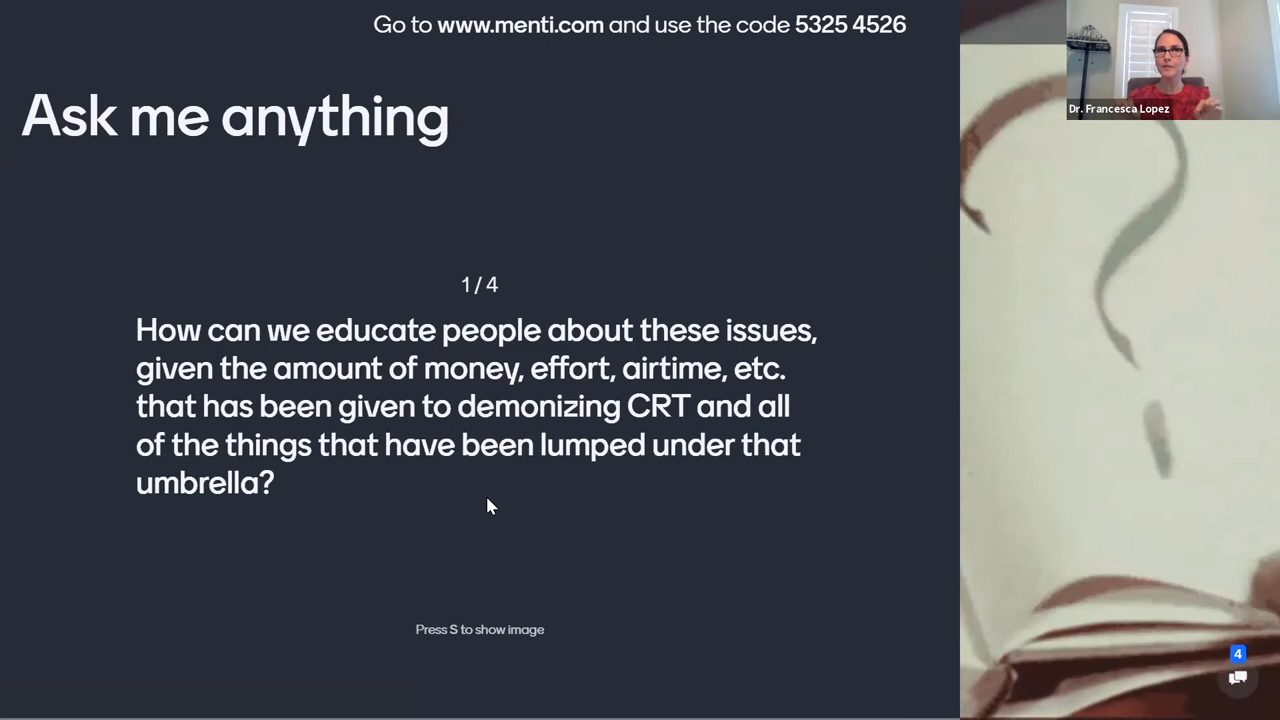 Go to www.menti.com and use the code 5325 4526
Dr. Francesca Lopez
Ask me anything
1 / 4
How can we educate people about these issues,
given the amount of money, effort, airtime, etc.
that has been given to demonizing CRT and all
of the things that have been lumped under that
umbrella?
Press S to show image
4